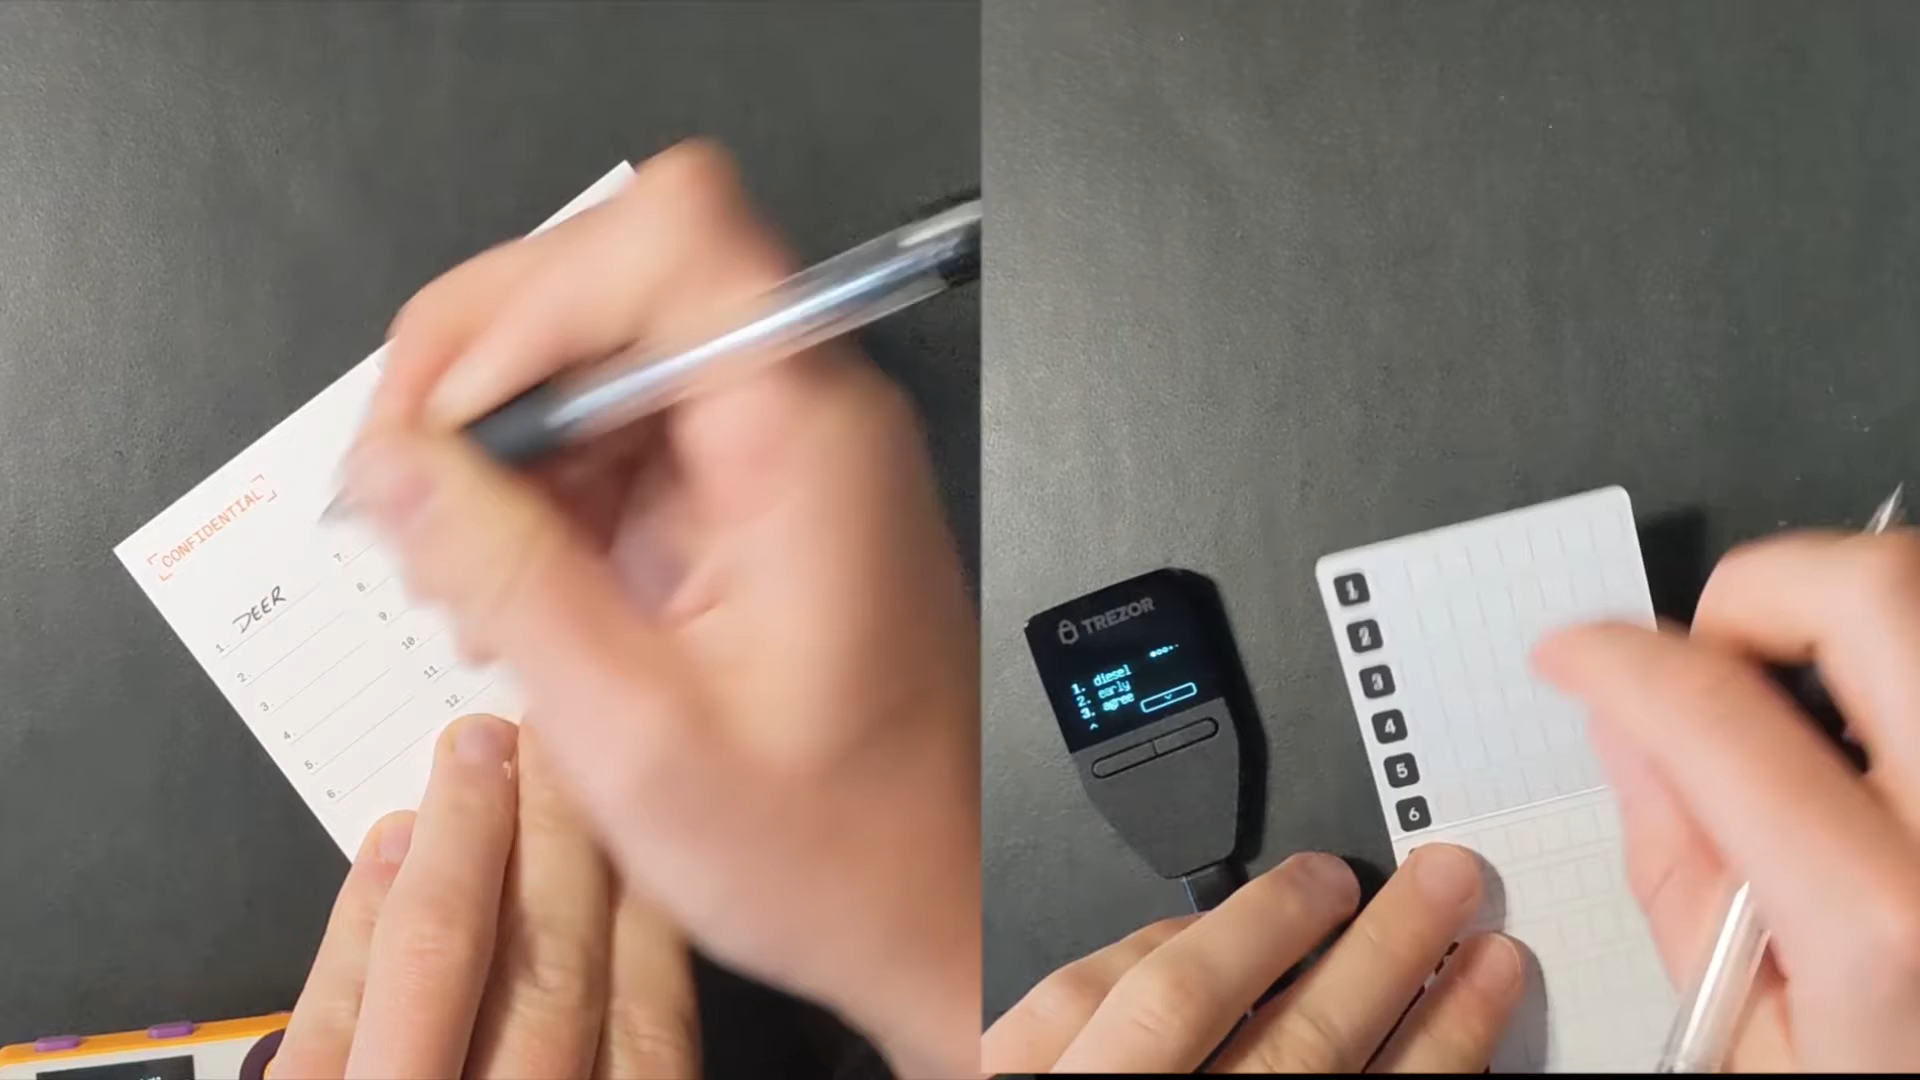 [CONFIDENTIAL]
1. DEER
2.
3.
4.
5.
6.
7.
8.
9.
10.
11.
12.
TREZOR
1. diesel
2. early
3. agree
1
2
3
4
5
6